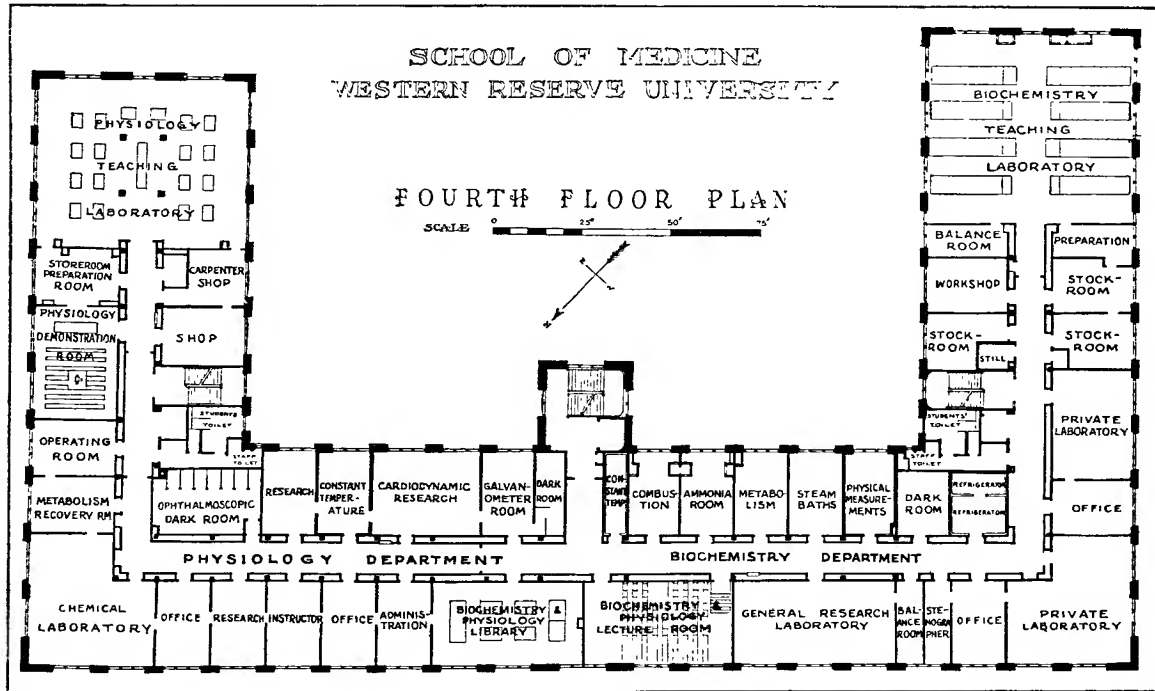 SCHOOL OF MEDICINE
WESTERN RESERVE UNIVERSITY
FOURTH FLOOR PLAN
SCALE 0 25' 50' 75'
N
PHYSIOLOGY
TEACHING
LABORATORY
STOREROOM
PREPARATION
ROOM
CARPENTER
SHOP
PHYSIOLOGY
DEMONSTRATION
ROOM
SHOP
STUDENTS'
TOILET
STAFF
TOILET
OPERATING
ROOM
METABOLISM
RECOVERY RM
OPHTHALMOSCOPIC
DARK ROOM
RESEARCH
CONSTANT
TEMPER-
ATURE
CARDIODYNAMIC
RESEARCH
GALVAN-
OMETER
ROOM
DARK
ROOM
CON-
STANT
TEMP.
COMBUS-
TION
AMMONIA
ROOM
METABO-
LISM
STEAM
BATHS
PHYSICAL
MEASURE-
MENTS
DARK
ROOM
REFRIGERATOR
REFRIGERATOR
BIOCHEMISTRY
TEACHING
LABORATORY
BALANCE
ROOM
PREPARATION
WORKSHOP
STOCK-
ROOM
STOCK-
ROOM
STILL
STOCK-
ROOM
STUDENTS'
TOILET
STAFF
TOILET
PRIVATE
LABORATORY
OFFICE
PHYSIOLOGY DEPARTMENT
BIOCHEMISTRY DEPARTMENT
CHEMICAL
LABORATORY
OFFICE
RESEARCH
INSTRUCTOR
OFFICE
ADMINIS-
TRATION
BIOCHEMISTRY &
PHYSIOLOGY
LIBRARY
BIOCHEMISTRY &
PHYSIOLOGY
LECTURE ROOM
GENERAL RESEARCH
LABORATORY
BAL-
ANCE
ROOM
STE-
NOGRA-
PHER
OFFICE
PRIVATE
LABORATORY